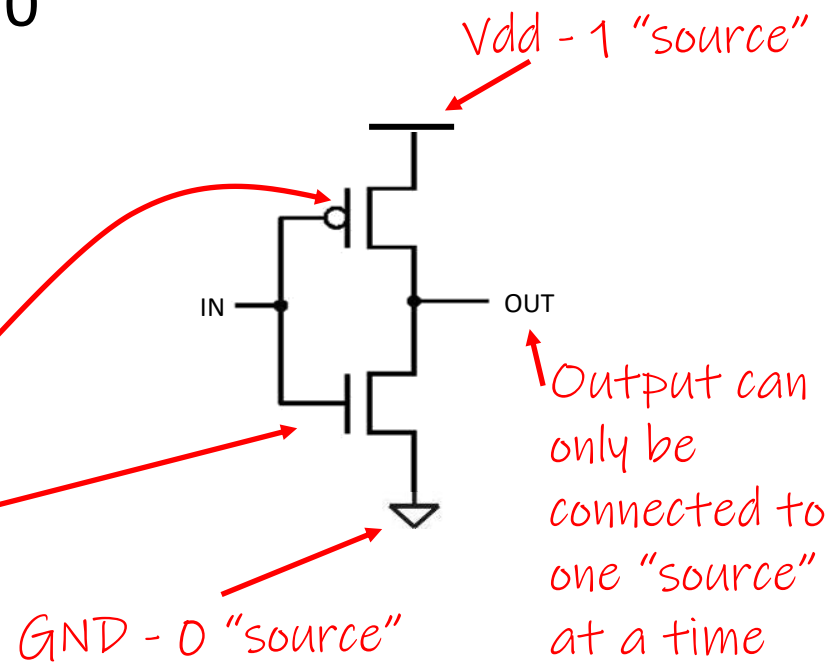 0
Vdd - 1 “source”
IN
OUT
Output can
only be
connected to
one “source”
at a time
GND - 0 “source”